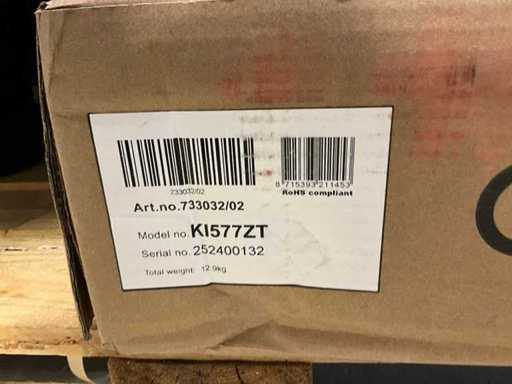 733032/02
8 715393 211453
RoHS compliant
Art.no.733032/02
Model no. KI577ZT
Serial no. 252400132
Total weight: 12.9kg